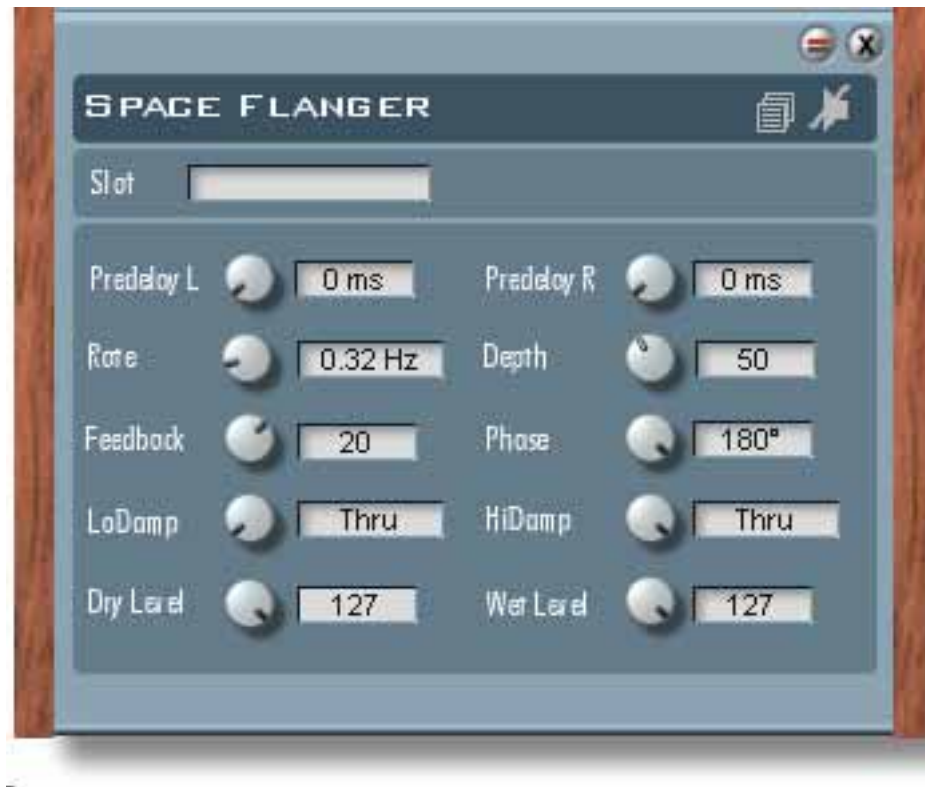 SPACE FLANGER
Slot
Predelay L 0 ms Predelay R 0 ms
Rate 0.32 Hz Depth 50
Feedback 20 Phase 180°
LoDamp Thru HiDamp Thru
Dry Level 127 Wet Level 127